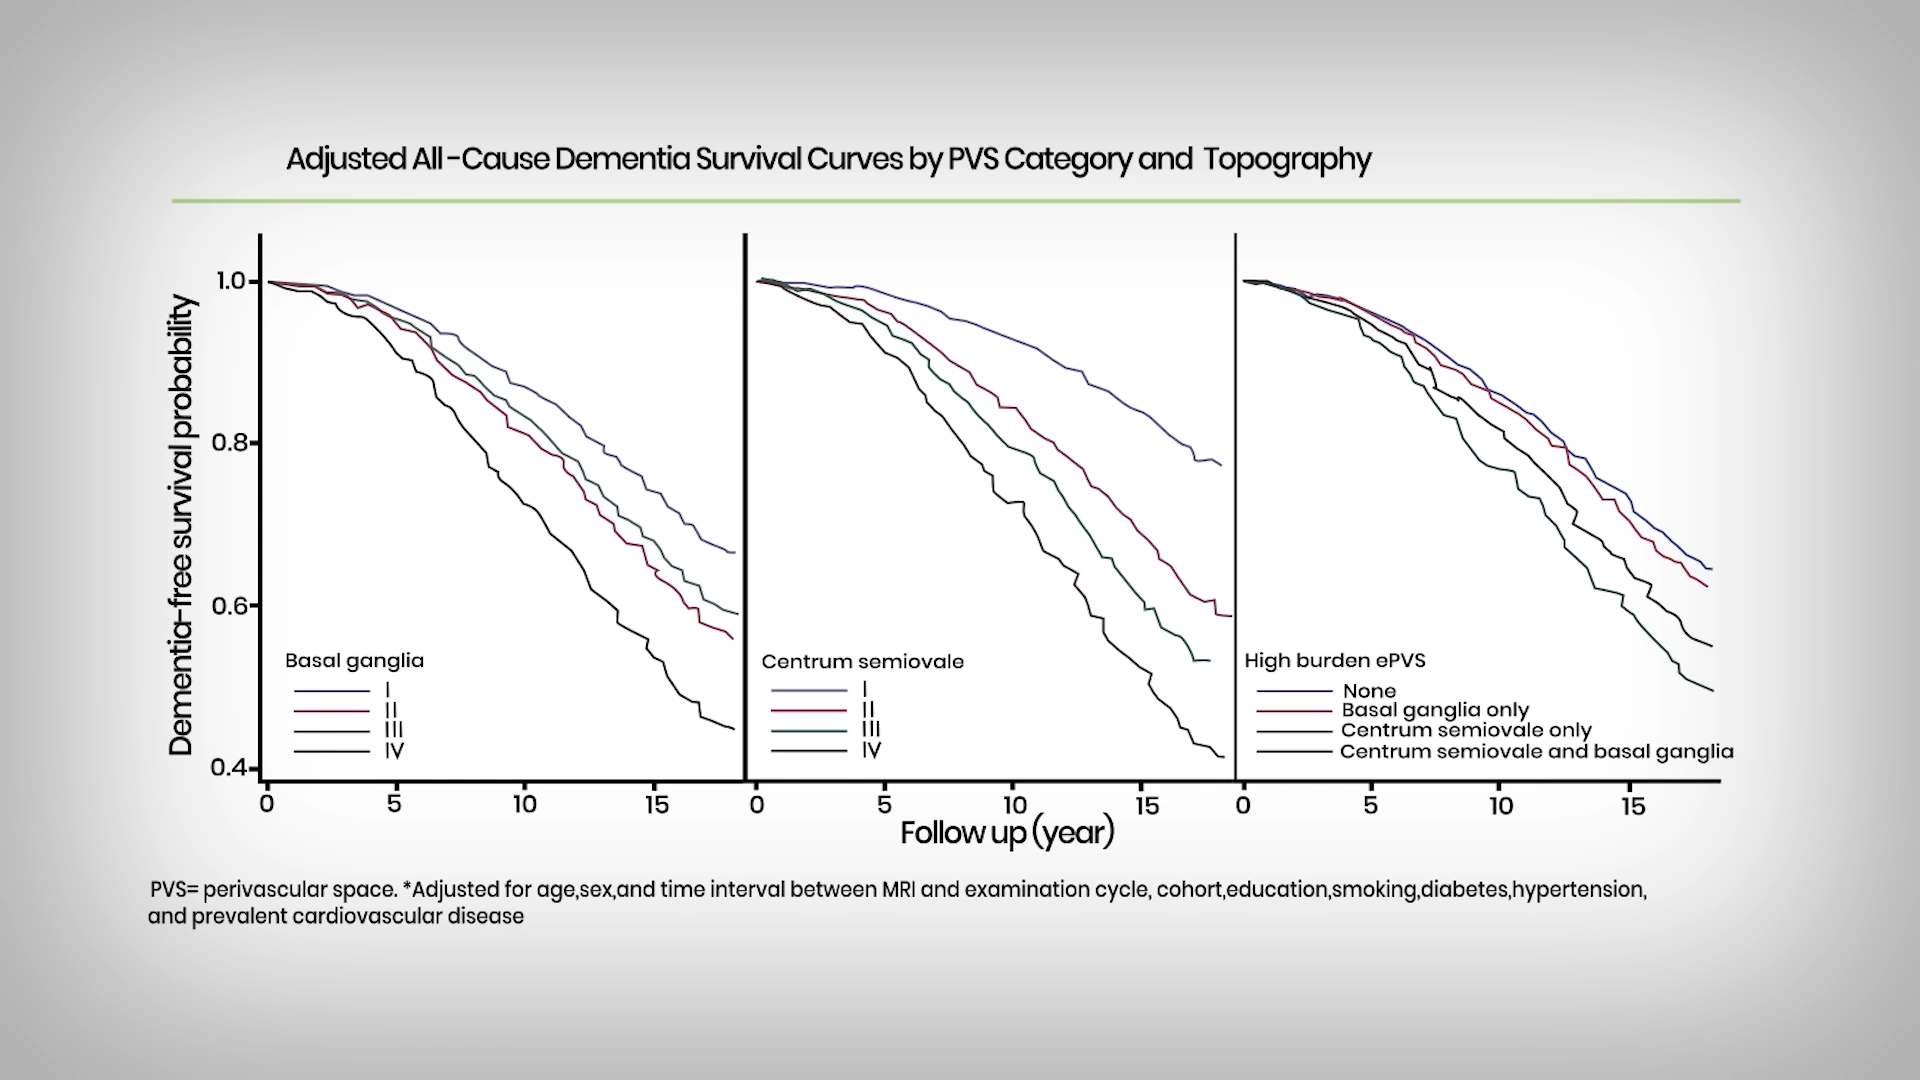 Adjusted All -Cause Dementia Survival Curves by PVS Category and Topography
Dementia-free survival probability
1.0
0.8
0.6
0.4
Basal ganglia
I
II
III
IV
0 5 10 15
Centrum semiovale
I
II
III
IV
0 5 10 15
High burden ePVS
None
Basal ganglia only
Centrum semiovale only
Centrum semiovale and basal ganglia
0 5 10 15
Follow up (year)
PVS= perivascular space. *Adjusted for age,sex,and time interval between MRI and examination cycle, cohort,education,smoking,diabetes,hypertension,
and prevalent cardiovascular disease